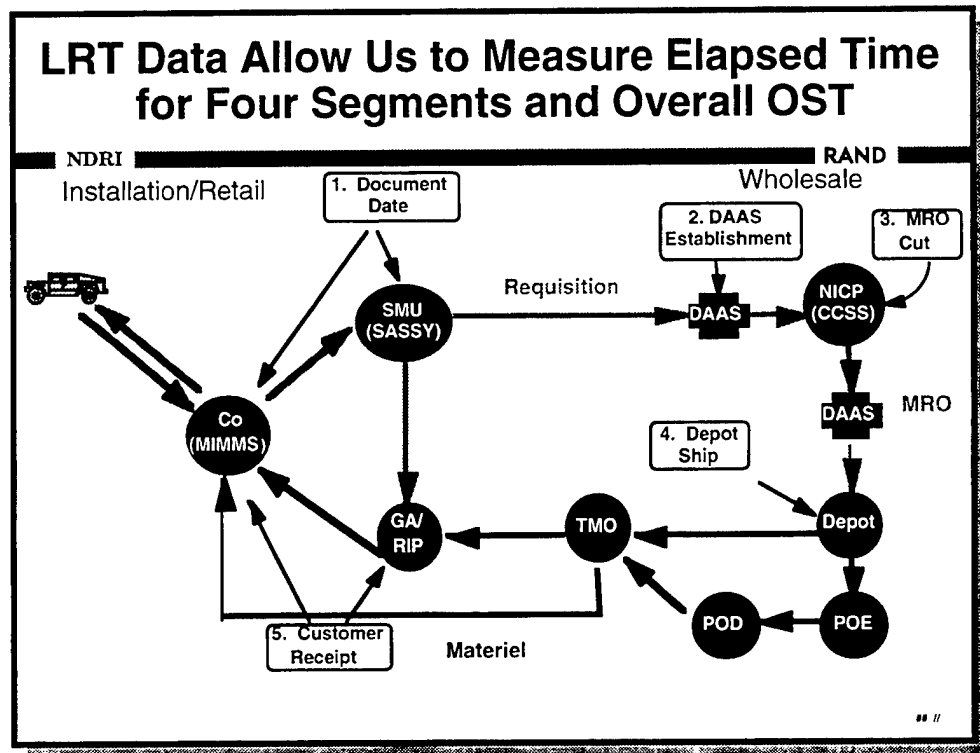 LRT Data Allow Us to Measure Elapsed Time
for Four Segments and Overall OST
NDRI
RAND
Installation/Retail
Wholesale
1. Document
Date
2. DAAS
Establishment
3. MRO
Cut
SMU
(SASSY)
Requisition
DAAS
NICP
(CCSS)
Co
(MIMMS)
DAAS
MRO
4. Depot
Ship
GA/
RIP
TMO
Depot
POD
POE
5. Customer
Receipt
Materiel